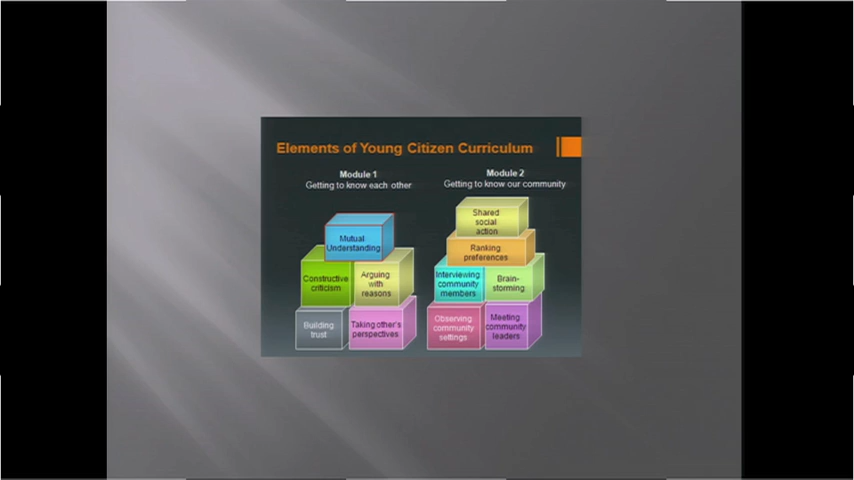 Elements of Young Citizen Curriculum
Module 1
Getting to know each other
Mutual
Understanding
Constructive
criticism
Arguing
with
reasons
Building
trust
Taking other's
perspectives
Module 2
Getting to know our community
Shared
social
action
Ranking
preferences
Interviewing
community
members
Brain-
storming
Observing
community
settings
Meeting
community
leaders